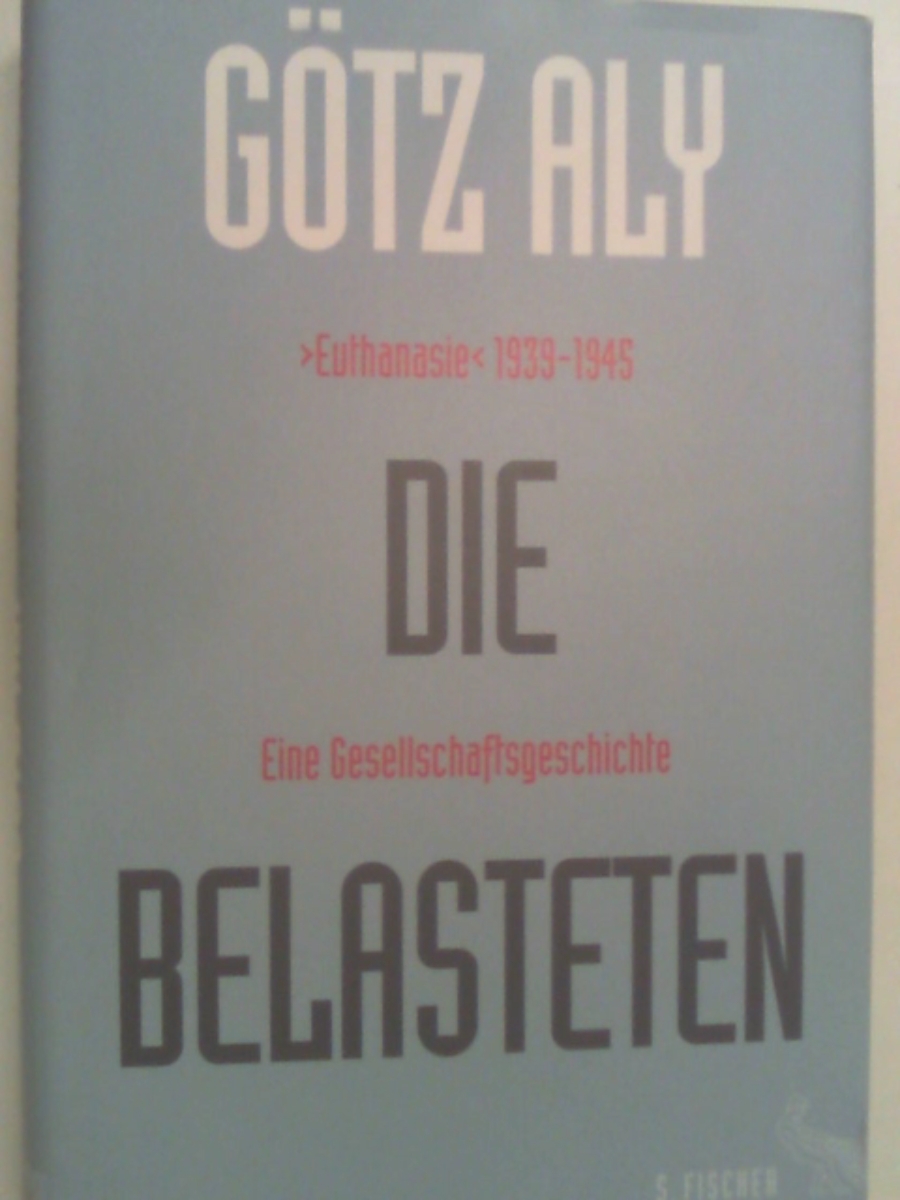 GÖTZ ALY
›Euthanasie‹ 1939–1945
DIE
Eine Gesellschaftsgeschichte
BELASTETEN
S. FISCHER